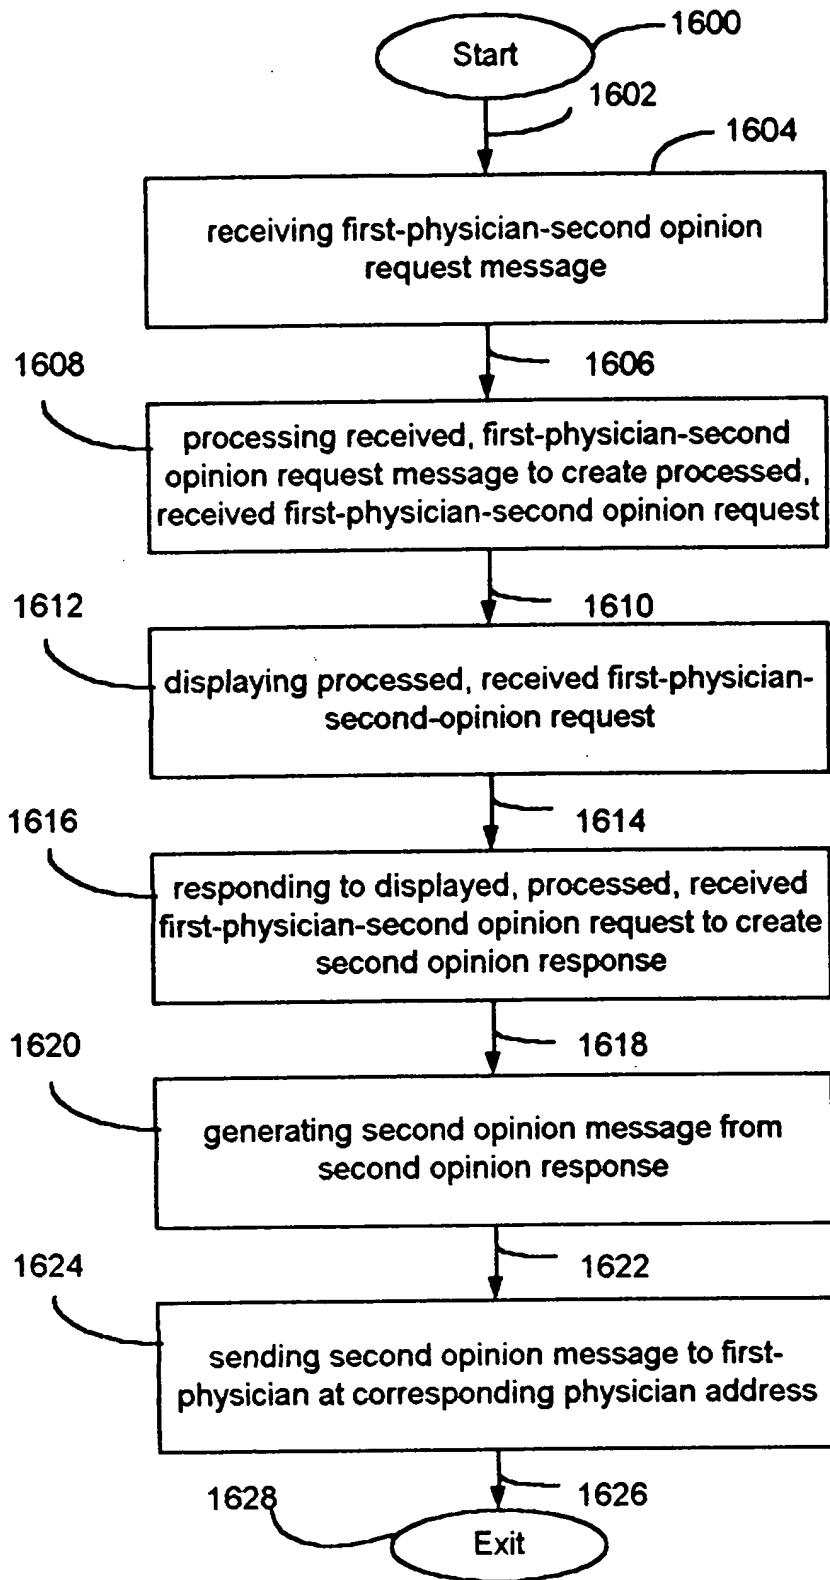 1600
Start
1602
1604
receiving first-physician-second opinion
request message
1606
1608
processing received, first-physician-second
opinion request message to create processed,
received first-physician-second opinion request
1610
1612
displaying processed, received first-physician-
second-opinion request
1614
1616
responding to displayed, processed, received
first-physician-second opinion request to create
second opinion response
1618
1620
generating second opinion message from
second opinion response
1622
1624
sending second opinion message to first-
physician at corresponding physician address
1626
1628
Exit